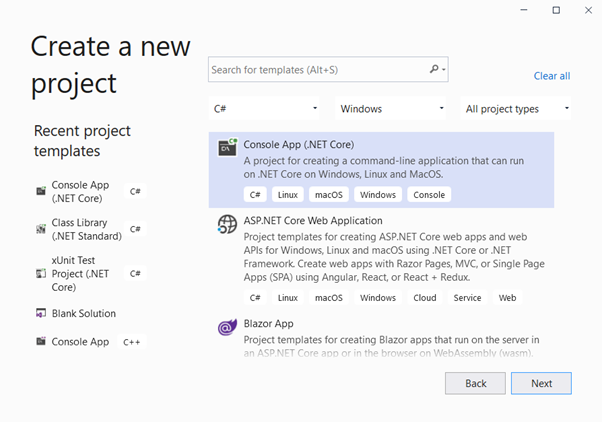 Create a new
project
Search for templates (Alt+S)
Clear all
C#
Windows
All project types
Recent project
templates
Console App
(.NET Core)
C#
Class Library
(.NET Standard)
C#
xUnit Test
Project (.NET
Core)
C#
Blank Solution
Console App
C++
Console App (.NET Core)
A project for creating a command-line application that can run
on .NET Core on Windows, Linux and MacOS.
C# Linux macOS Windows Console
ASP.NET Core Web Application
Project templates for creating ASP.NET Core web apps and web
APIs for Windows, Linux and macOS using .NET Core or .NET
Framework. Create web apps with Razor Pages, MVC, or Single Page
Apps (SPA) using Angular, React, or React + Redux.
C# Linux macOS Windows Cloud Service Web
Blazor App
Project templates for creating Blazor apps that run on the server in
an ASP.NET Core app or in the browser on WebAssembly (wasm).
Back
Next